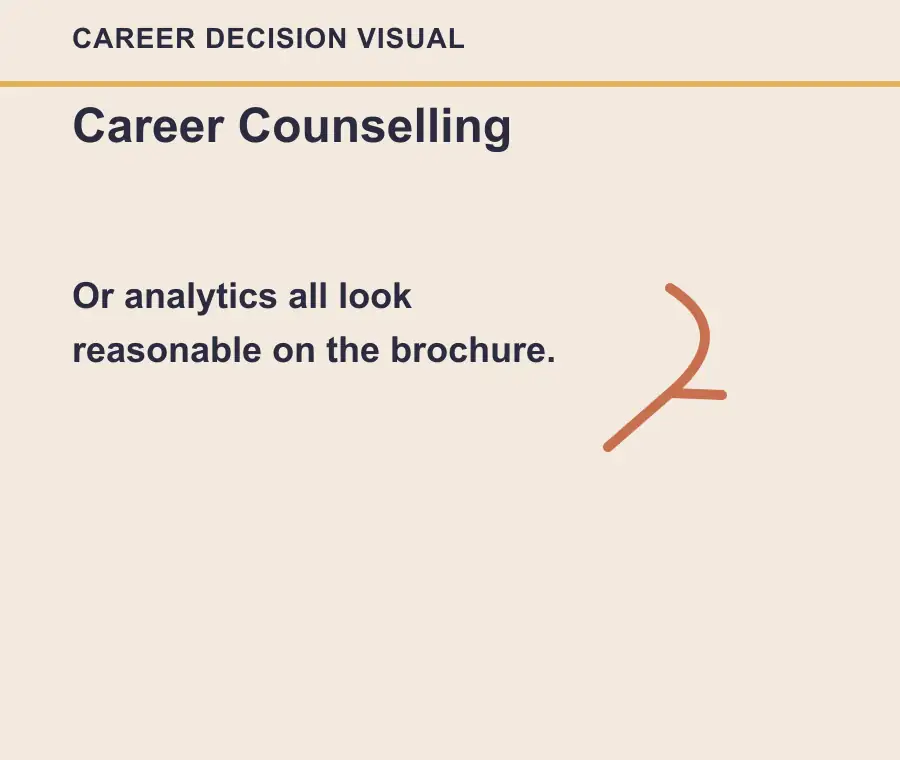 CAREER DECISION VISUAL
Career Counselling
Or analytics all look
reasonable on the brochure.